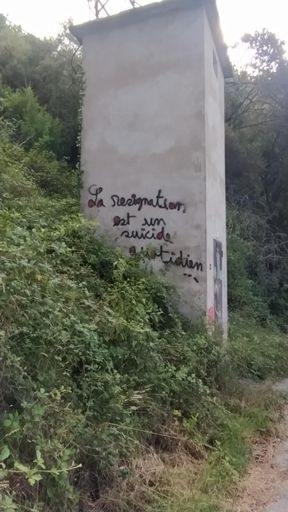 La resignation
est un
suicide
quotidien...